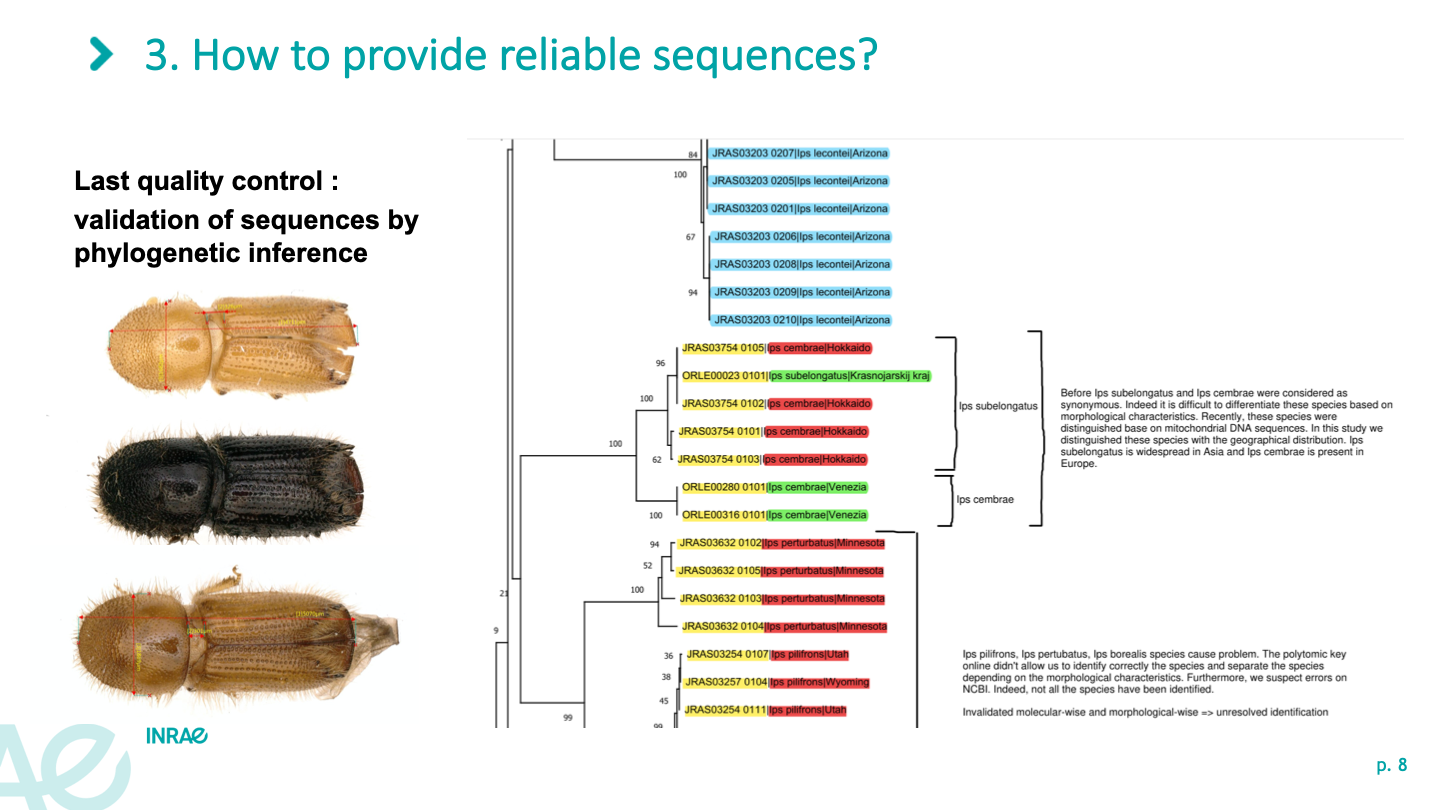 3. How to provide reliable sequences?
Last quality control :
validation of sequences by
phylogenetic inference
84
JRAS03203 0207|Ips lecontei|Arizona
100
JRAS03203 0205|Ips lecontei|Arizona
JRAS03203 0201|Ips lecontei|Arizona
67
JRAS03203 0206|Ips lecontei|Arizona
JRAS03203 0208|Ips lecontei|Arizona
94
JRAS03203 0209|Ips lecontei|Arizona
JRAS03203 0210|Ips lecontei|Arizona
JRAS03754 0105|Ips cembrae|Hokkaido
96
ORLE00023 0101|Ips subelongatus|Krasnojarskij kraj
100
JRAS03754 0102|Ips cembrae|Hokkaido
JRAS03754 0101|Ips cembrae|Hokkaido
100
62
JRAS03754 0103|Ips cembrae|Hokkaido
ORLE00280 0101|Ips cembrae|Venezia
100
ORLE00316 0101|Ips cembrae|Venezia
Ips subelongatus
Ips cembrae
Before Ips subelongatus and Ips cembrae were considered as
synonymous. Indeed it is difficult to differentiate these species based on
morphological characteristics. Recently, these species were
distinguished base on mitochondrial DNA sequences. In this study we
distinguished these species with the geographical distribution. Ips
subelongatus is widespread in Asia and Ips cembrae is present in
Europe.
94
JRAS03632 0102|Ips perturbatus|Minnesota
52
JRAS03632 0105|Ips perturbatus|Minnesota
100
JRAS03632 0103|Ips perturbatus|Minnesota
21
JRAS03632 0104|Ips perturbatus|Minnesota
9
36
JRAS03254 0107|Ips pilifrons|Utah
38
JRAS03257 0104|Ips pilifrons|Wyoming
45
JRAS03254 0111|Ips pilifrons|Utah
99
99
Ips pilifrons, Ips pertubatus, Ips borealis species cause problem. The polytomic key
online didn't allow us to identify correctly the species and separate the species
depending on the morphological characteristics. Furthermore, we suspect errors on
NCBI. Indeed, not all the species have been identified.
Invalidated molecular-wise and morphological-wise => unresolved identification
INRAE
p. 8